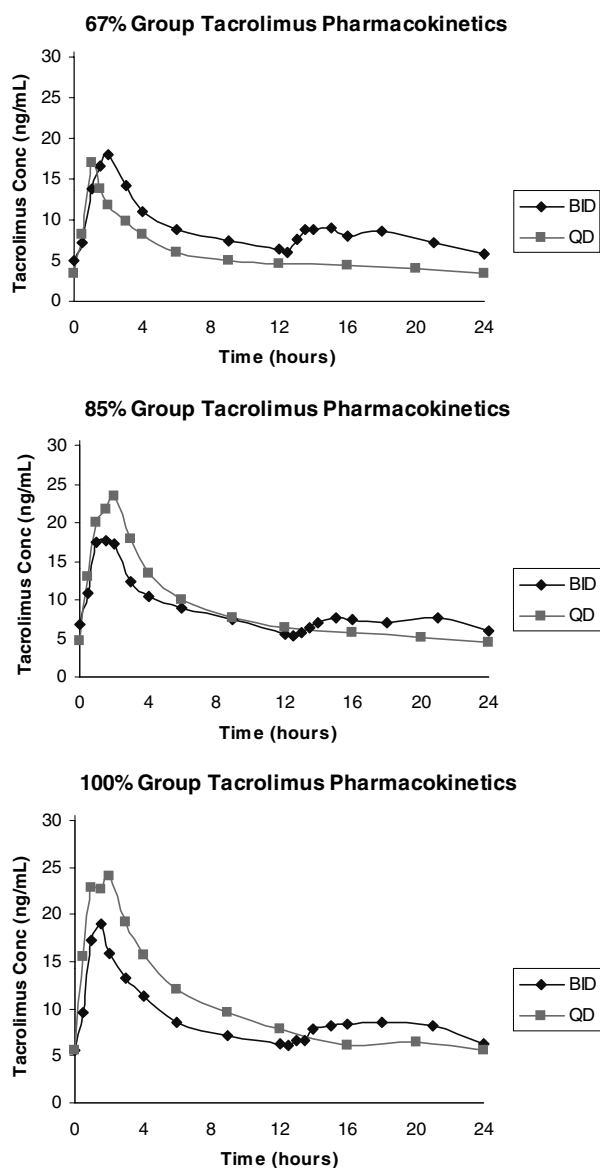 67% Group Tacrolimus Pharmacokinetics
Tacrolimus Conc (ng/mL)
30
25
20
15
10
5
0
0 4 8 12 16 20 24
Time (hours)
BID
QD
85% Group Tacrolimus Pharmacokinetics
Tacrolimus Conc (ng/mL)
30
25
20
15
10
5
0
0 4 8 12 16 20 24
Time (hours)
BID
QD
100% Group Tacrolimus Pharmacokinetics
Tacrolimus Conc (ng/mL)
30
25
20
15
10
5
0
0 4 8 12 16 20 24
Time (hours)
BID
QD